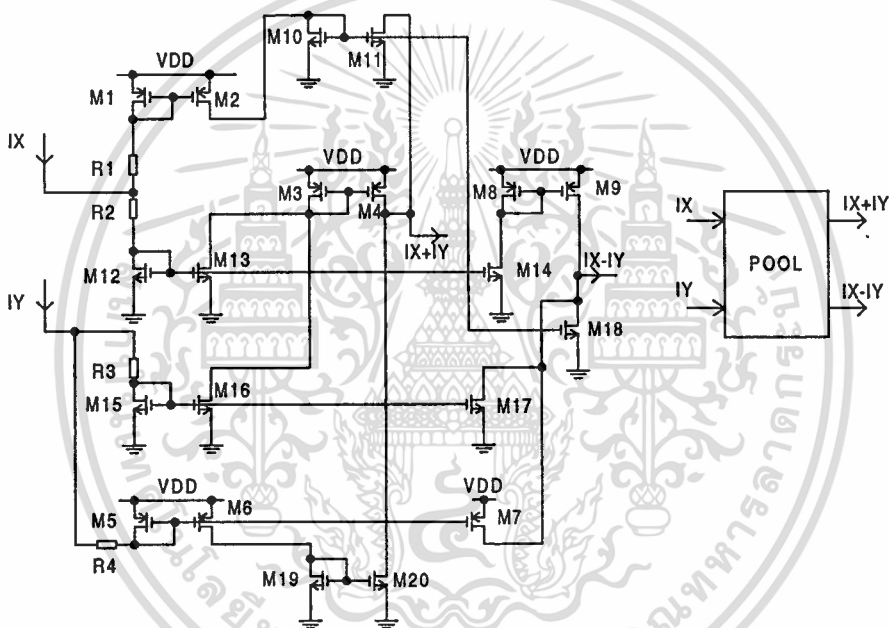 M10
M11
VDD
M1
M2
IX
R1
R2
VDD
M3
M4
VDD
M8
M9
IX
IX+IY
POOL
IY
IX-IY
IX+IY
M12
M13
M14
IX-IY
IY
M18
R3
M15
M16
M17
VDD
M5
M6
R4
VDD
M7
M19
M20